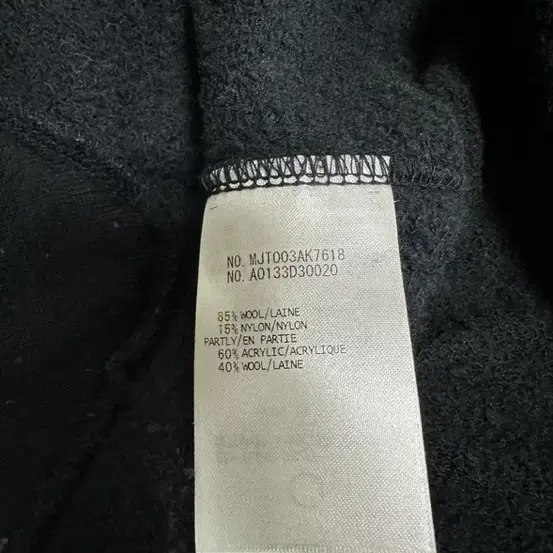 NO. MJT003AK7618
NO. A0133D30020
85% WOOL/LAINE
15% NYLON/NYLON
PARTLY/EN PARTIE
60% ACRYLIC/ACRYLIQUE
40% WOOL/LAINE